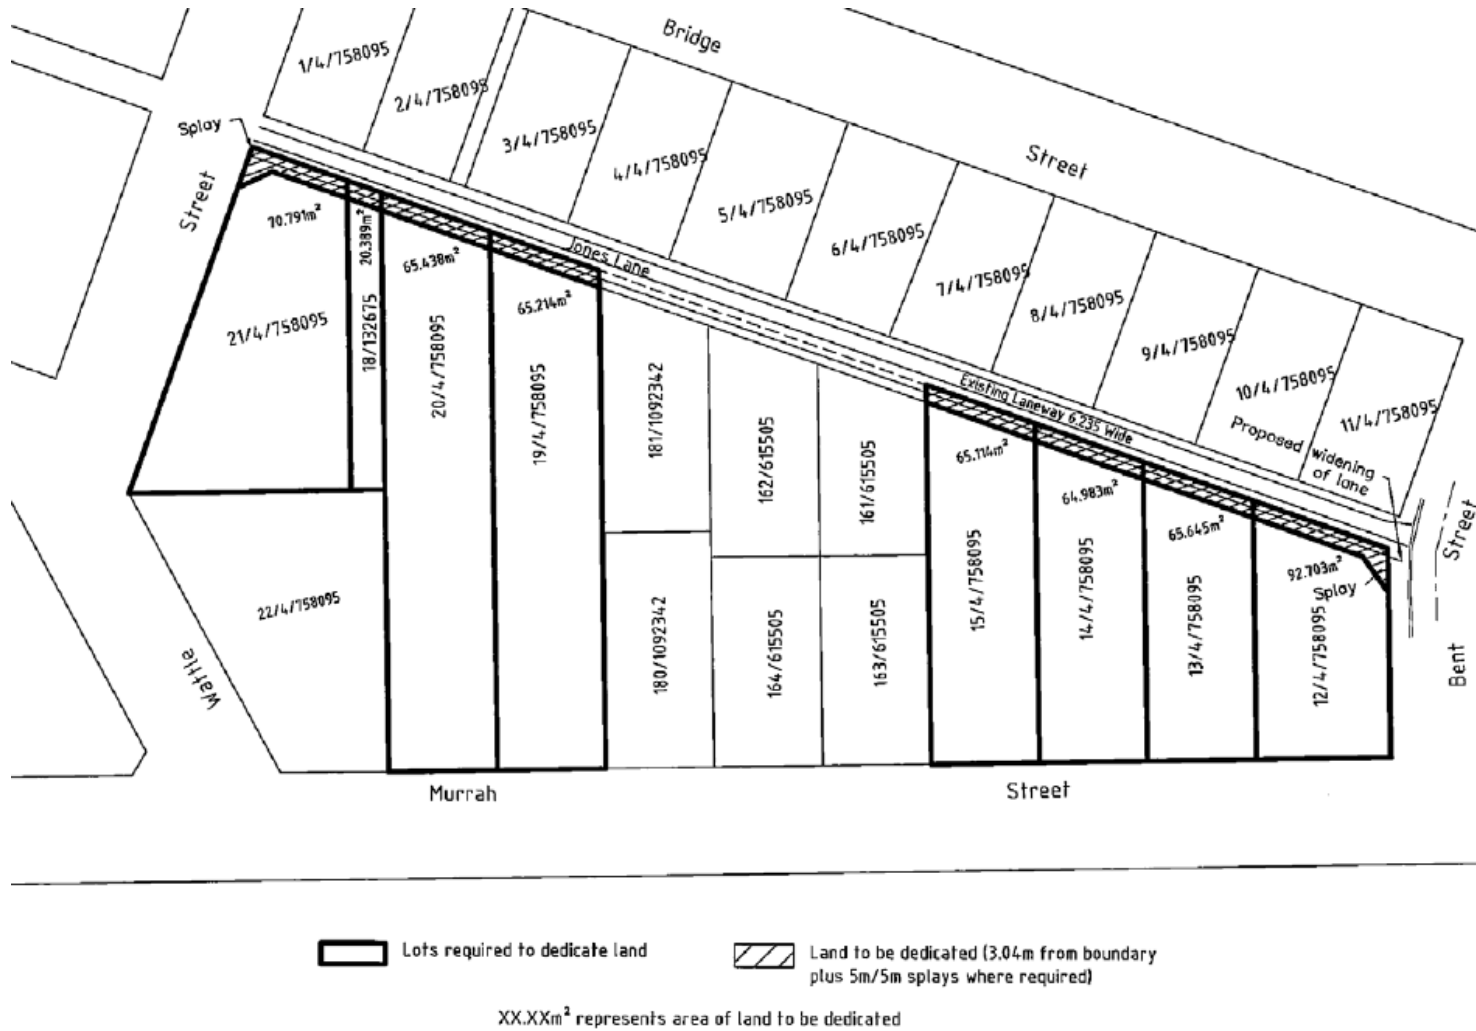 Bridge
Street
1/4/758095
2/4/758095
3/4/758095
4/4/758095
5/4/758095
6/4/758095
7/4/758095
8/4/758095
9/4/758095
10/4/758095
11/4/758095
Splay
Street
Jones Lane
Existing Laneway 6.235 Wide
Proposed widening
of lane
70.791m²
20.389m²
65.438m²
65.214m²
65.114m²
64.983m²
65.645m²
92.703m²
Splay
21/4/758095
18/132675
20/4/758095
19/4/758095
181/1092342
162/615505
161/615505
15/4/758095
14/4/758095
13/4/758095
12/4/758095
22/4/758095
180/1092342
164/615505
163/615505
Wattle
Street
Bent
Murrah
Street
Lots required to dedicate land
Land to be dedicated (3.04m from boundary
plus 5m/5m splays where required)
XX.XXm² represents area of land to be dedicated